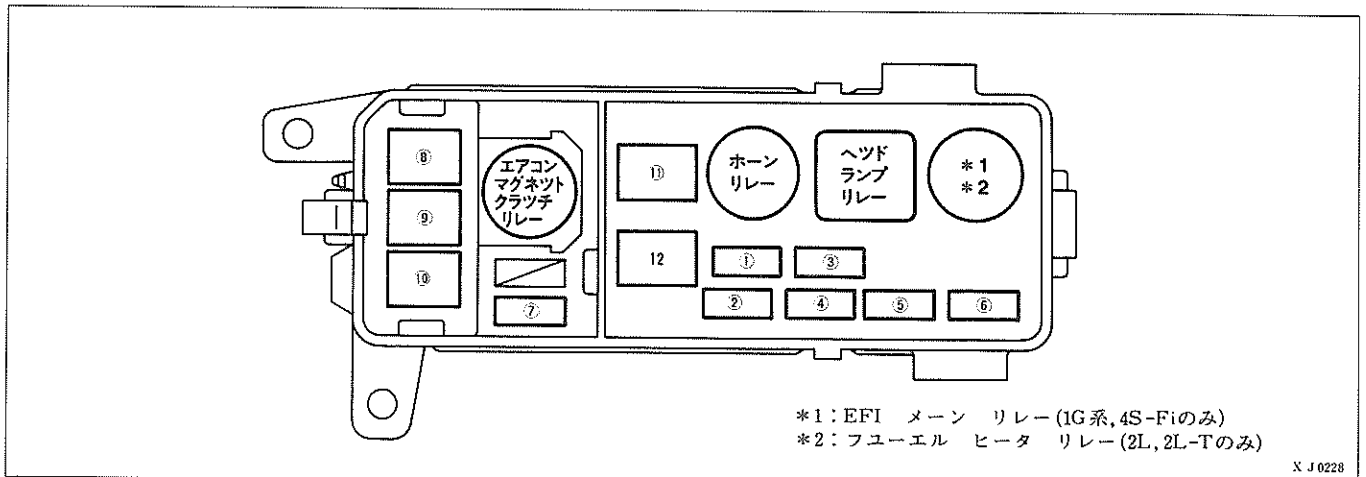 ⑧
⑨
⑩
エアコン
マグネツト
クラツチ
リレー
⑦
⑪
12
ホーン
リレー
ヘツド
ランプ
リレー
*1
*2
①
③
②
④
⑤
⑥
*1：EFI メーン リレー(1G系,4S-Fiのみ)
*2：フユーエル ヒータ リレー(2L,2L-Tのみ)
X J 0228